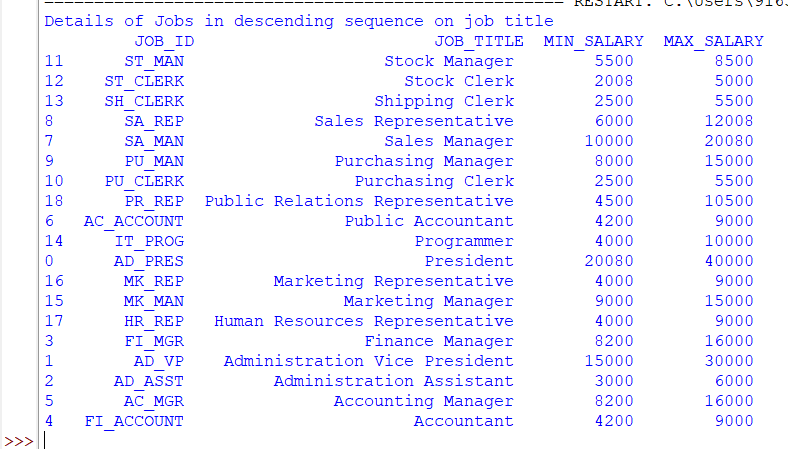 Details of Jobs in descending sequence on job title
JOB_ID JOB_TITLE MIN_SALARY MAX_SALARY
11 ST_MAN Stock Manager 5500 8500
12 ST_CLERK Stock Clerk 2008 5000
13 SH_CLERK Shipping Clerk 2500 5500
8 SA_REP Sales Representative 6000 12008
7 SA_MAN Sales Manager 10000 20080
9 PU_MAN Purchasing Manager 8000 15000
10 PU_CLERK Purchasing Clerk 2500 5500
18 PR_REP Public Relations Representative 4500 10500
6 AC_ACCOUNT Public Accountant 4200 9000
14 IT_PROG Programmer 4000 10000
0 AD_PRES President 20080 40000
16 MK_REP Marketing Representative 4000 9000
15 MK_MAN Marketing Manager 9000 15000
17 HR_REP Human Resources Representative 4000 9000
3 FI_MGR Finance Manager 8200 16000
1 AD_VP Administration Vice President 15000 30000
2 AD_ASST Administration Assistant 3000 6000
5 AC_MGR Accounting Manager 8200 16000
4 FI_ACCOUNT Accountant 4200 9000
>>>